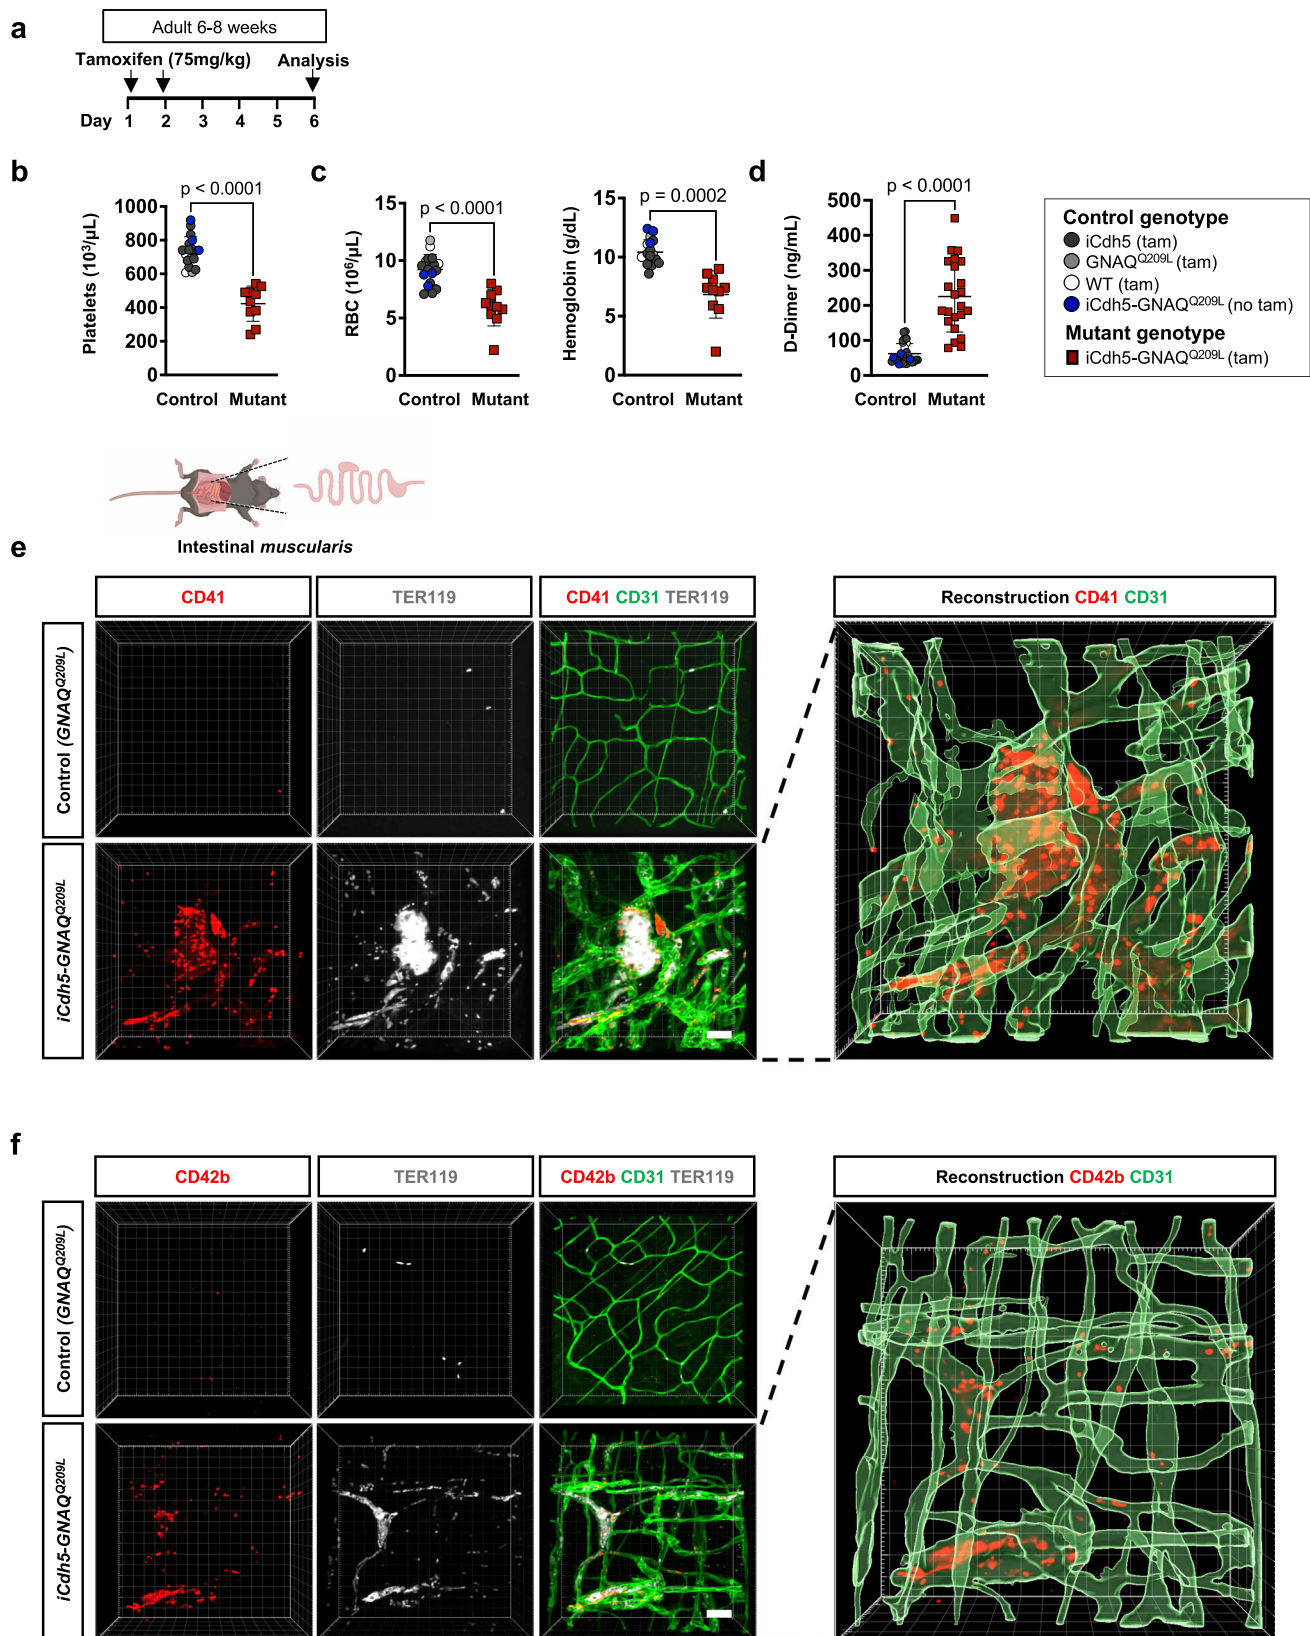 a
Adult 6-8 weeks
Tamoxifen (75mg/kg) Analysis
Day 1 2 3 4 5 6
b
p < 0.0001
Platelets (10³/µL)
1000
800
600
400
200
0
Control Mutant
c
p < 0.0001
RBC (10⁶/µL)
15
10
5
0
Control Mutant
p = 0.0002
Hemoglobin (g/dL)
15
10
5
0
Control Mutant
d
p < 0.0001
D-Dimer (ng/mL)
500
400
300
200
100
0
Control Mutant
Control genotype
iCdh5 (tam)
GNAQ^Q209L (tam)
WT (tam)
iCdh5-GNAQ^Q209L (no tam)
Mutant genotype
iCdh5-GNAQ^Q209L (tam)
Intestinal muscularis
e
CD41
TER119
CD41 CD31 TER119
Reconstruction CD41 CD31
Control (GNAQ^Q209L)
iCdh5-GNAQ^Q209L
f
CD42b
TER119
CD42b CD31 TER119
Reconstruction CD42b CD31
Control (GNAQ^Q209L)
iCdh5-GNAQ^Q209L